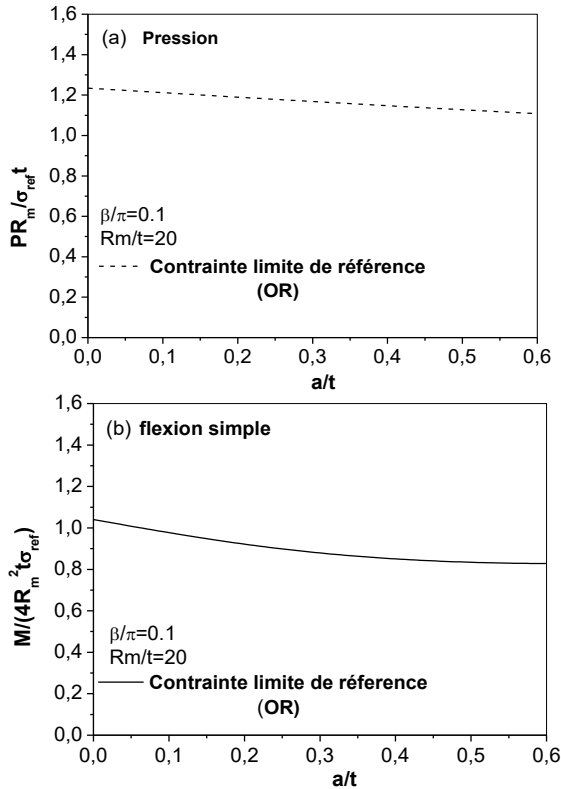 1,6
(a) Pression
1,4
1,2
1,0
0,8
0,6
0,4
0,2
0,0
PR_m/σ_ref t
β/π=0.1
Rm/t=20
Contrainte limite de référence
(OR)
0,0 0,1 0,2 0,3 0,4 0,5 0,6
a/t
1,6
(b) flexion simple
1,4
1,2
1,0
0,8
0,6
0,4
0,2
0,0
M/(4R_m^2tσ_ref)
β/π=0.1
Rm/t=20
Contrainte limite de réference
(OR)
0,0 0,1 0,2 0,3 0,4 0,5 0,6
a/t